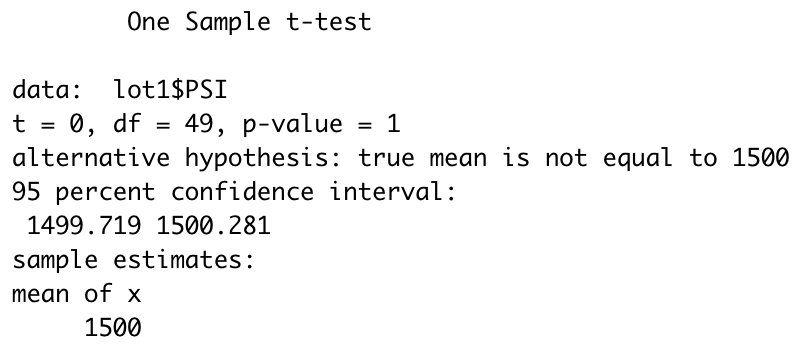 One Sample t-test
data:  lot1$PSI
t = 0, df = 49, p-value = 1
alternative hypothesis: true mean is not equal to 1500
95 percent confidence interval:
1499.719 1500.281
sample estimates:
mean of x
1500